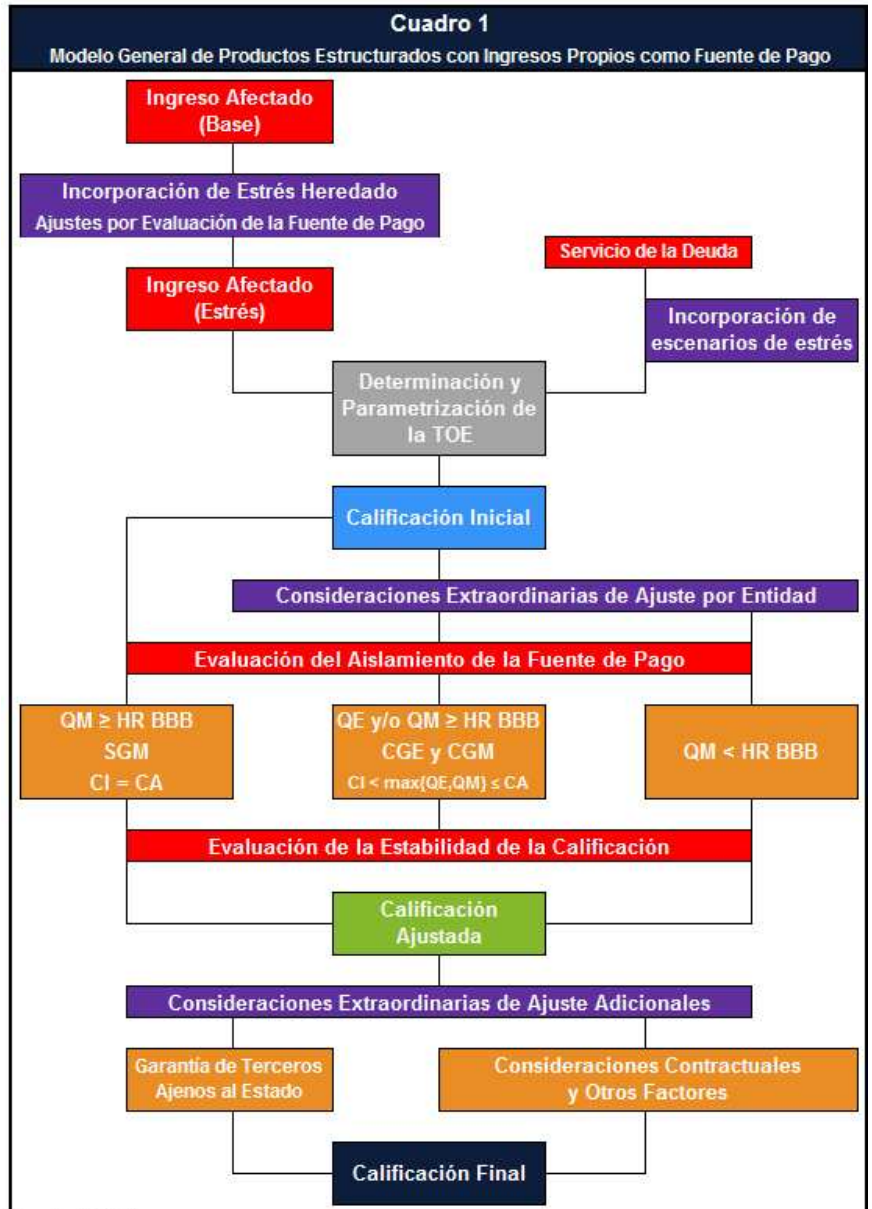 Cuadro 1
Modelo General de Productos Estructurados con Ingresos Propios como Fuente de Pago
Ingreso Afectado
(Base)
Incorporación de Estrés Heredado
Ajustes por Evaluación de la Fuente de Pago
Servicio de la Deuda
Ingreso Afectado
(Estrés)
Incorporación de
escenarios de estrés
Determinación y
Parametrización de
la TOE
Calificación Inicial
Consideraciones Extraordinarias de Ajuste por Entidad
Evaluación del Aislamiento de la Fuente de Pago
QM ≥ HR BBB
SGM
CI = CA
QE y/o QM ≥ HR BBB
CGE y CGM
CI < max{QE,QM} ≤ CA
QM < HR BBB
Evaluación de la Estabilidad de la Calificación
Calificación
Ajustada
Consideraciones Extraordinarias de Ajuste Adicionales
Garantía de Terceros
Ajenos al Estado
Consideraciones Contractuales
y Otros Factores
Calificación Final